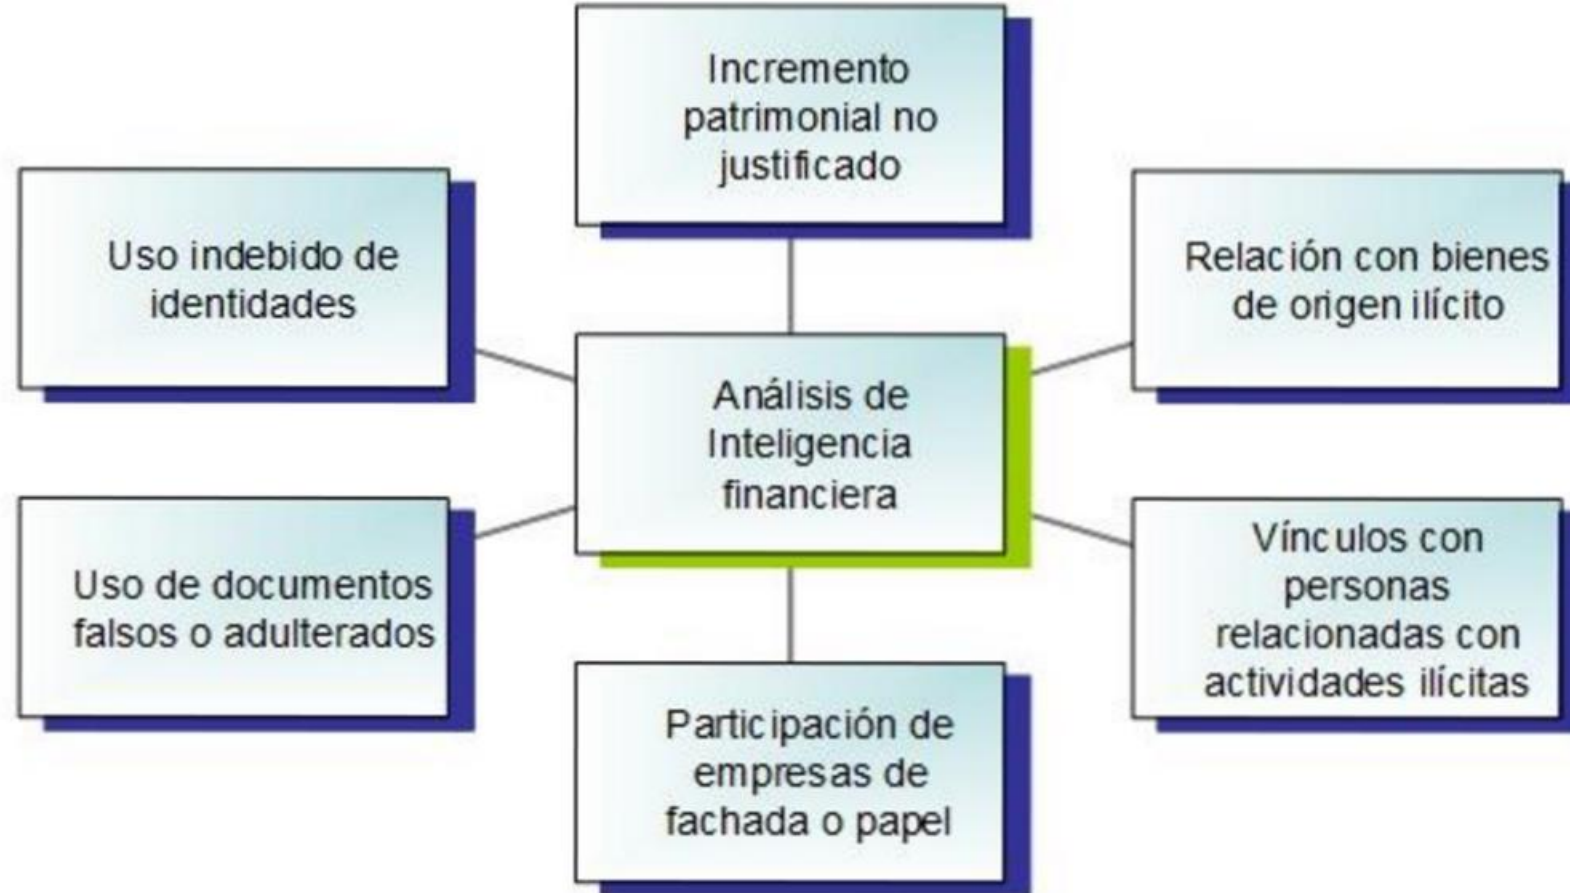 Incremento
patrimonial no
justificado
Uso indebido de
identidades
Relación con bienes
de origen ilícito
Análisis de
Inteligencia
financiera
Uso de documentos
falsos o adulterados
Vínculos con
personas
relacionadas con
actividades ilícitas
Participación de
empresas de
fachada o papel